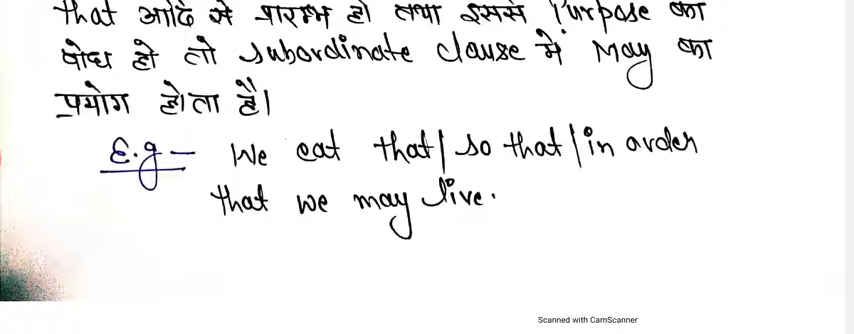 that आदि से प्रारम्भ हो तथा इससे Purpose का
बोध हो तो subordinate clause में May का
प्रयोग होता है।
E.g - We eat that/ so that/ in order
that we may live.
Scanned with CamScanner